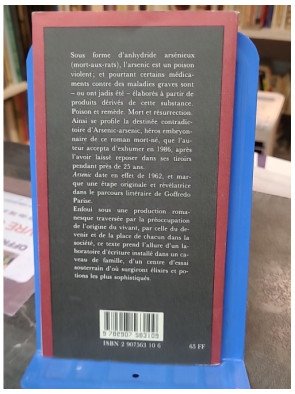 Sous forme d'anhydride arsénieux
(mort-aux-rats), l'arsenic est un poison
violent ; et pourtant certains médica-
ments contre des maladies graves sont
– ou ont jadis été – élaborés à partir de
produits dérivés de cette substance.
Poison et remède. Mort et résurrection.
Ainsi se profile la destinée contradic-
toire d'Arsenic-arsenic, héros embryon-
naire de ce roman mort-né, que l'au-
teur accepta d'exhumer en 1986, après
l'avoir laissé reposer dans ses tiroirs
pendant près de 25 ans.
Arsenic date en effet de 1962, et mar-
que une étape originale et révélatrice
dans le parcours littéraire de Goffredo
Parise.
Enfoui sous une production roma-
nesque traversée par la préoccupation
de l'origine du vivant, par celle du de-
venir et de la place de chacun dans la
société, ce texte prend l'allure d'un la-
boratoire d'écriture installé dans un ca-
veau de famille, d'un centre d'essai
souterrain d'où surgiront élixirs et po-
tions les plus sophistiqués.
9 782907 563109
ISBN 2 907563 10 6 65 FF